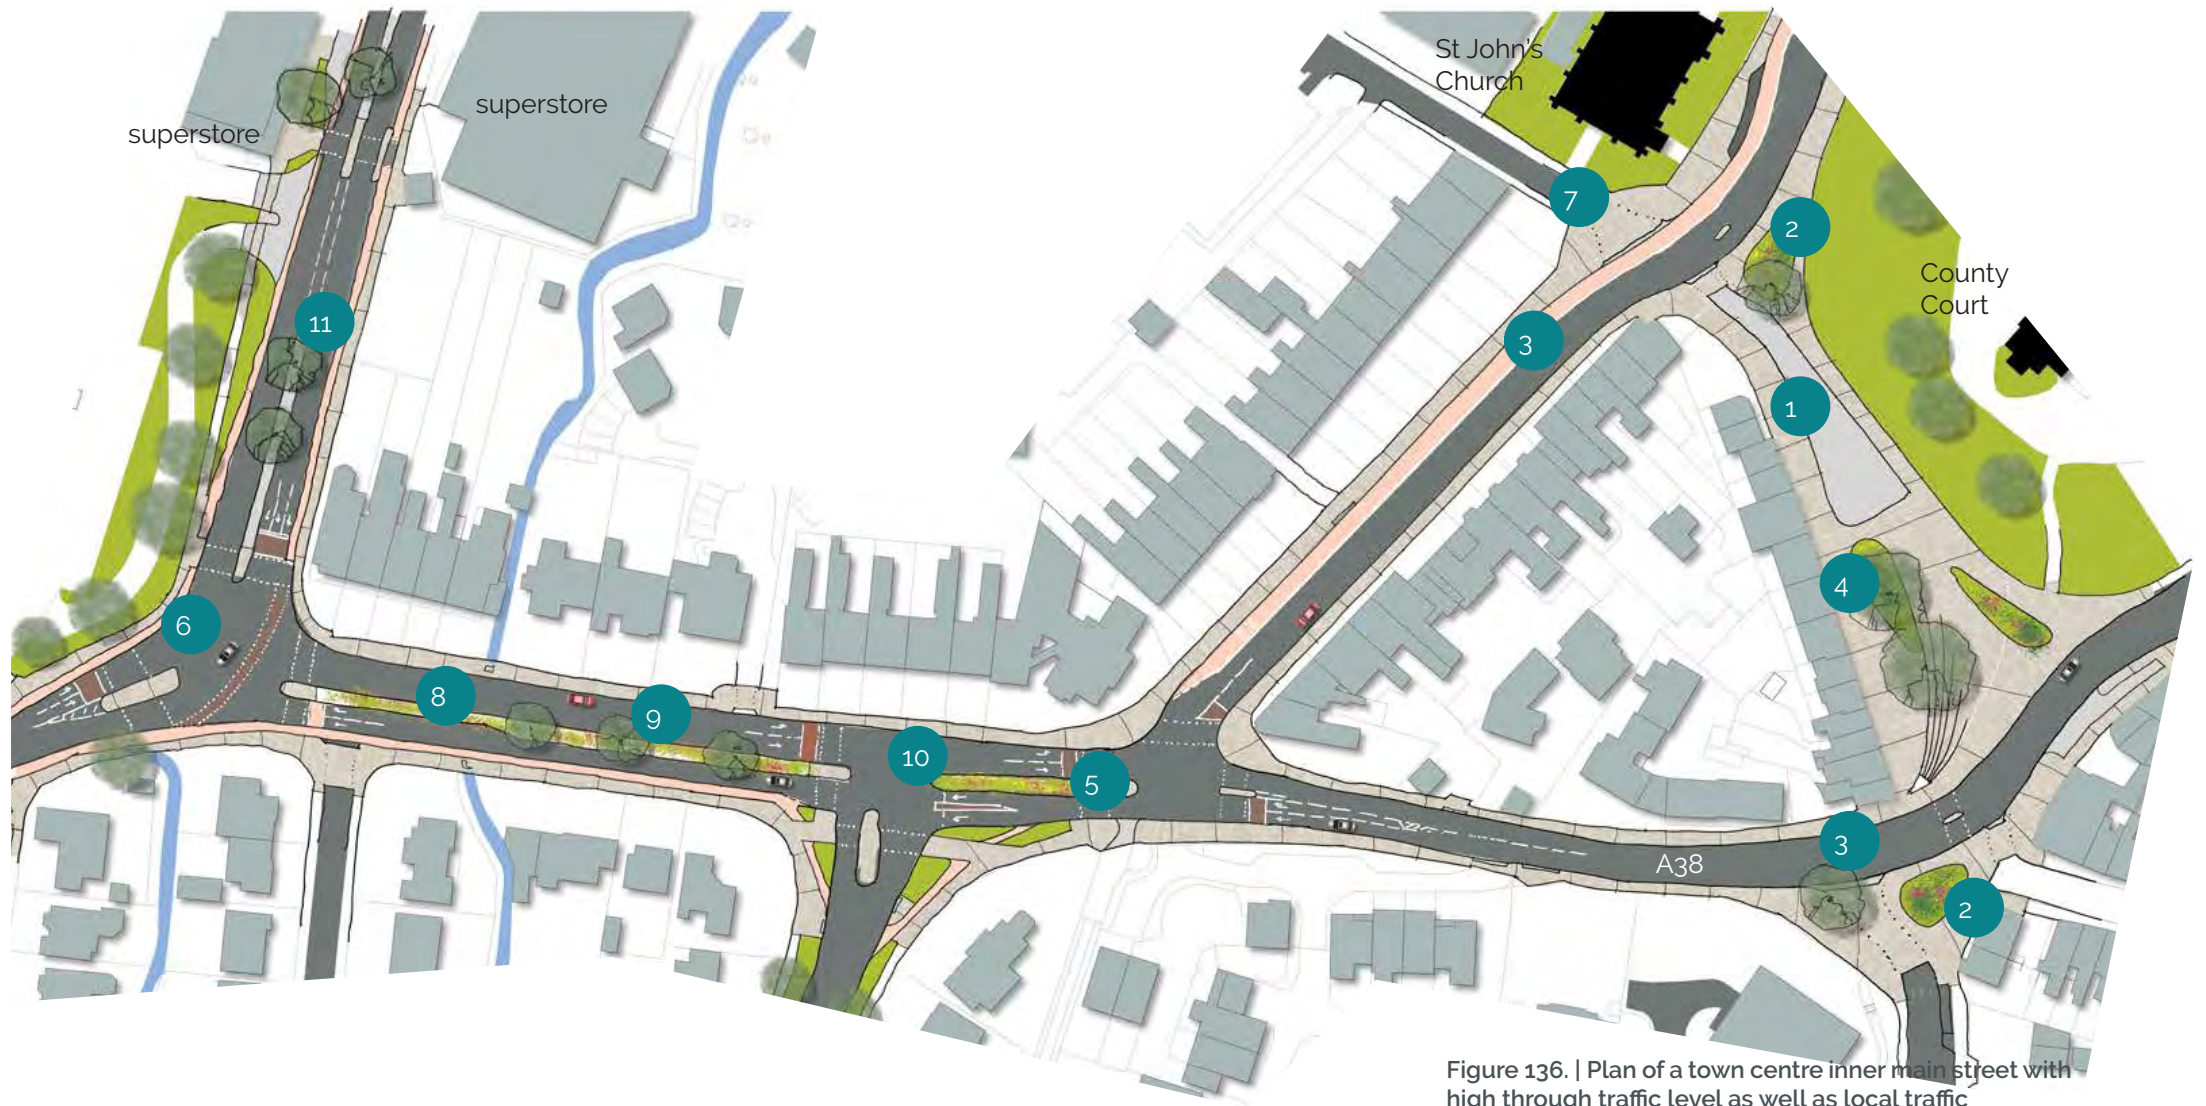 St John's
Church
superstore
superstore
7
2
County
Court
11
3
1
4
6
8
9
10
5
3
A38
2
Figure 136. | Plan of a town centre inner main street with
high through traffic level as well as local traffic